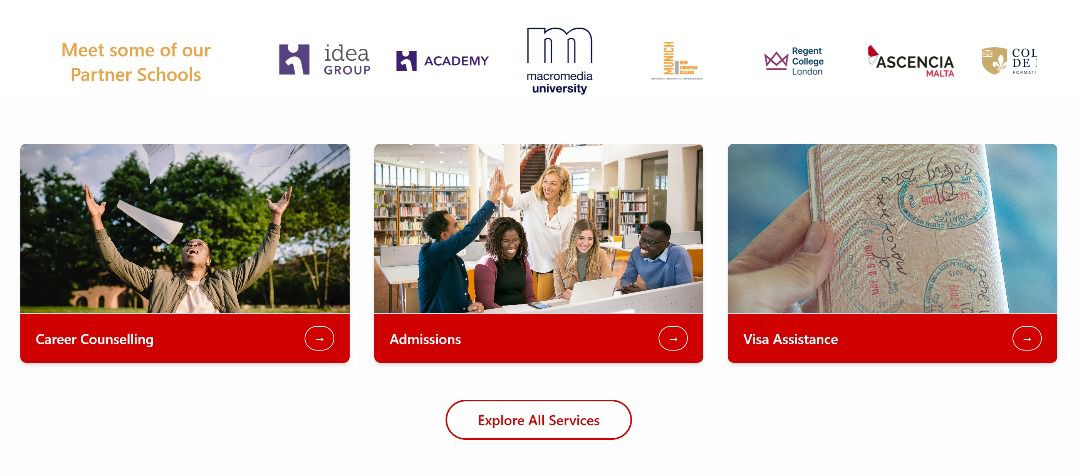 Meet some of our
Partner Schools
idea
GROUP
ACADEMY
macromedia
university
MUNICH
Regent
College
London
ASCENCIA
MALTA
COL
DE
FORMATI
Career Counselling
→
Admissions
→
Visa Assistance
→
Explore All Services